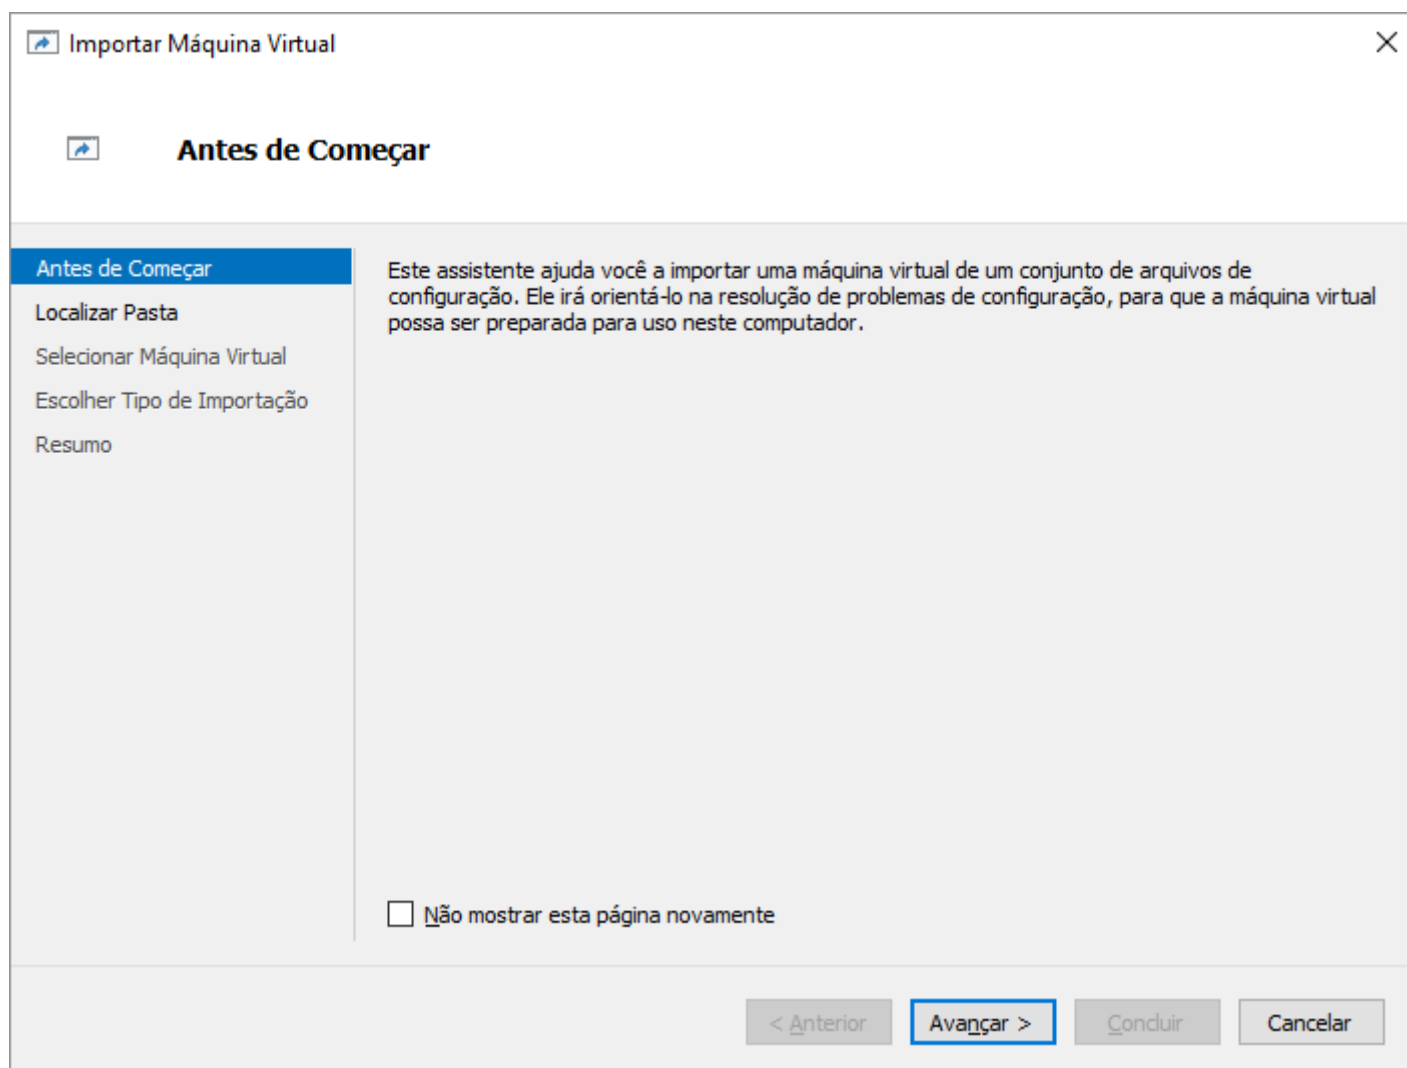 Importar Máquina Virtual
Antes de Começar
Antes de Começar
Localizar Pasta
Selecionar Máquina Virtual
Escolher Tipo de Importação
Resumo
Este assistente ajuda você a importar uma máquina virtual de um conjunto de arquivos de
configuração. Ele irá orientá-lo na resolução de problemas de configuração, para que a máquina virtual
possa ser preparada para uso neste computador.
Não mostrar esta página novamente
< Anterior
Avançar >
Concluir
Cancelar